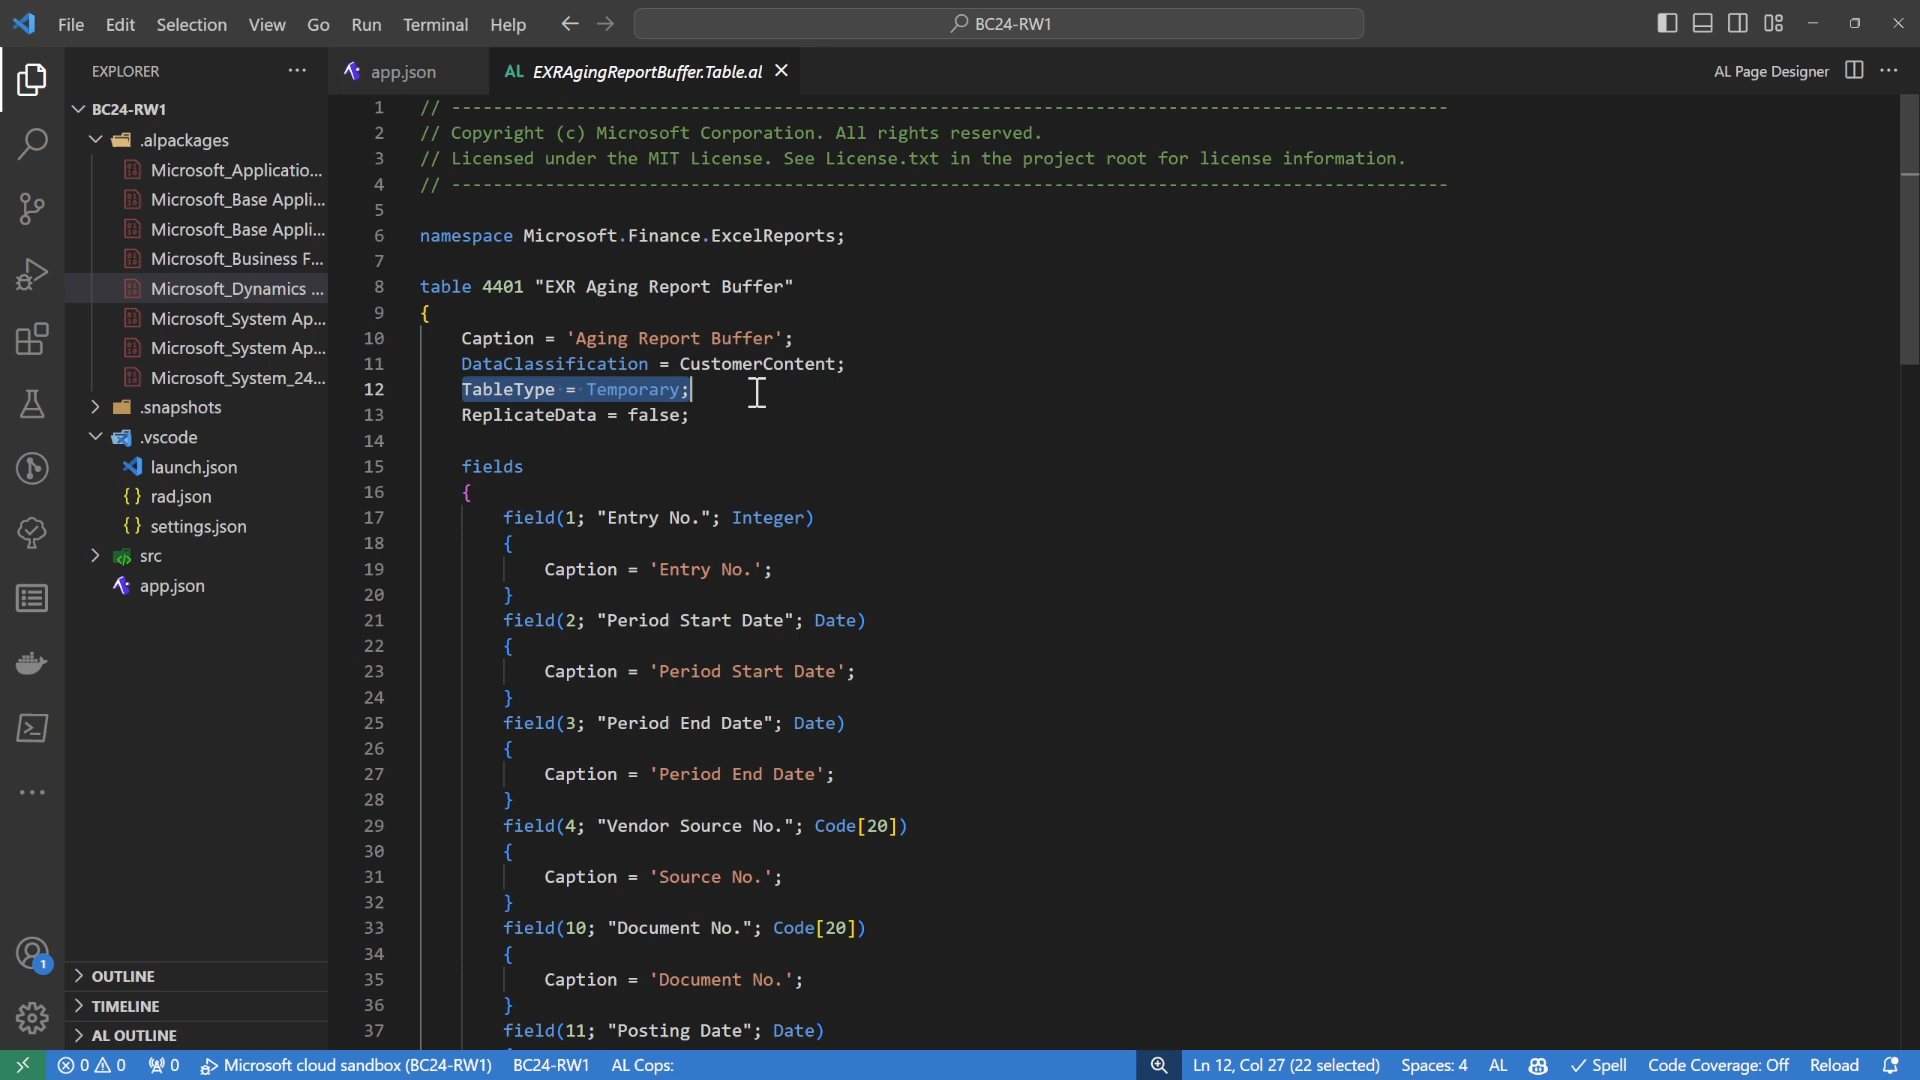 File Edit Selection View Go Run Terminal Help BC24-RW1
EXPLORER
app.json
AL EXRAgingReportBuffer.Table.al
AL Page Designer
BC24-RW1
.alpackages
Microsoft_Applicatio...
Microsoft_Base Appli...
Microsoft_Base Appli...
Microsoft_Business F...
Microsoft_Dynamics ...
Microsoft_System Ap...
Microsoft_System Ap...
Microsoft_System_24...
.snapshots
.vscode
launch.json
{ } rad.json
{ } settings.json
src
app.json
OUTLINE
TIMELINE
AL OUTLINE
1 // ------------------------------------------------------------------------------------------------
2 // Copyright (c) Microsoft Corporation. All rights reserved.
3 // Licensed under the MIT License. See License.txt in the project root for license information.
4 // ------------------------------------------------------------------------------------------------
5
6 namespace Microsoft.Finance.ExcelReports;
7
8 table 4401 "EXR Aging Report Buffer"
9 {
10 Caption = 'Aging Report Buffer';
11 DataClassification = CustomerContent;
12 TableType = Temporary;
13 ReplicateData = false;
14
15 fields
16 {
17 field(1; "Entry No."; Integer)
18 {
19 Caption = 'Entry No.';
20 }
21 field(2; "Period Start Date"; Date)
22 {
23 Caption = 'Period Start Date';
24 }
25 field(3; "Period End Date"; Date)
26 {
27 Caption = 'Period End Date';
28 }
29 field(4; "Vendor Source No."; Code[20])
30 {
31 Caption = 'Source No.';
32 }
33 field(10; "Document No."; Code[20])
34 {
35 Caption = 'Document No.';
36 }
37 field(11; "Posting Date"; Date)
1
0 0 0 Microsoft cloud sandbox (BC24-RW1) BC24-RW1 AL Cops: Ln 12, Col 27 (22 selected) Spaces: 4 AL Spell Code Coverage: Off Reload